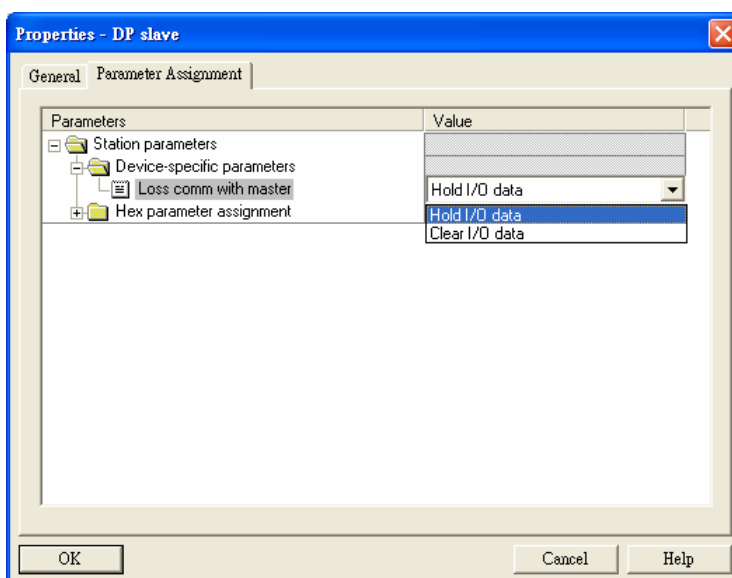 Properties - DP slave
General Parameter Assignment
Parameters Value
Station parameters
Device-specific parameters
Loss comm with master Hold I/O data
Hex parameter assignment Hold I/O data
Clear I/O data
OK Cancel Help